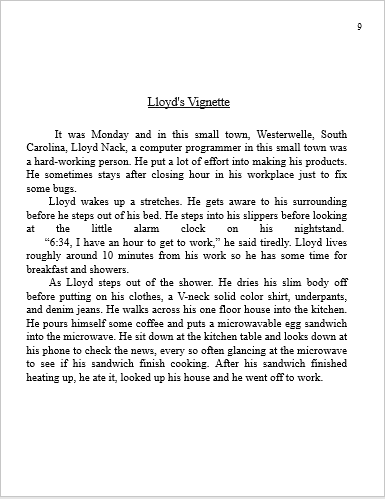 9
Lloyd's Vignette
It was Monday and in this small town, Westerwelle, South
Carolina, Lloyd Nack, a computer programmer in this small town was
a hard-working person. He put a lot of effort into making his products.
He sometimes stays after closing hour in his workplace just to fix
some bugs.
Lloyd wakes up a stretches. He gets aware to his surrounding
before he steps out of his bed. He steps into his slippers before looking
at the little alarm clock on his nightstand.
“6:34, I have an hour to get to work,” he said tiredly. Lloyd lives
roughly around 10 minutes from his work so he has some time for
breakfast and showers.
As Lloyd steps out of the shower. He dries his slim body off
before putting on his clothes, a V-neck solid color shirt, underpants,
and denim jeans. He walks across his one floor house into the kitchen.
He pours himself some coffee and puts a microwavable egg sandwich
into the microwave. He sit down at the kitchen table and looks down at
his phone to check the news, every so often glancing at the microwave
to see if his sandwich finish cooking. After his sandwich finished
heating up, he ate it, looked up his house and he went off to work.